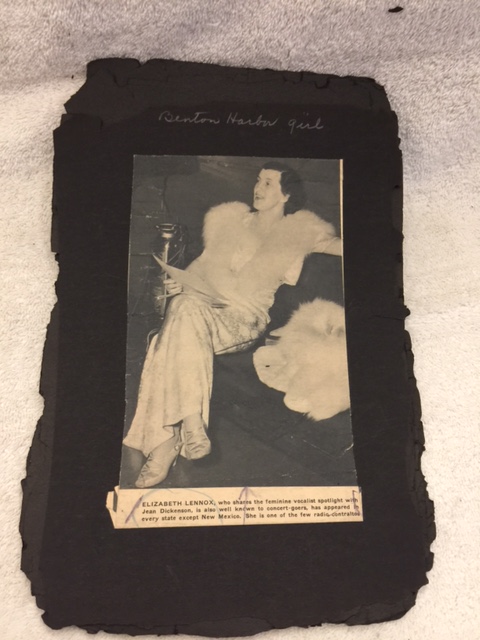 Benton Harbor girl
ELIZABETH LENNOX, who shares the feminine vocalist spotlight with
Jean Dickenson, is also well known to concert-goers, has appeared in
every state except New Mexico. She is one of the few radio contraltos